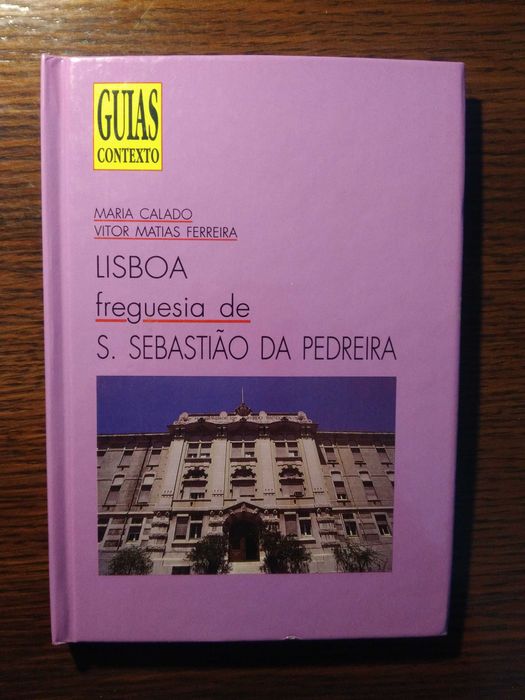 GUIAS
CONTEXTO
MARIA CALADO
VITOR MATIAS FERREIRA
LISBOA
freguesia de
S. SEBASTIÃO DA PEDREIRA